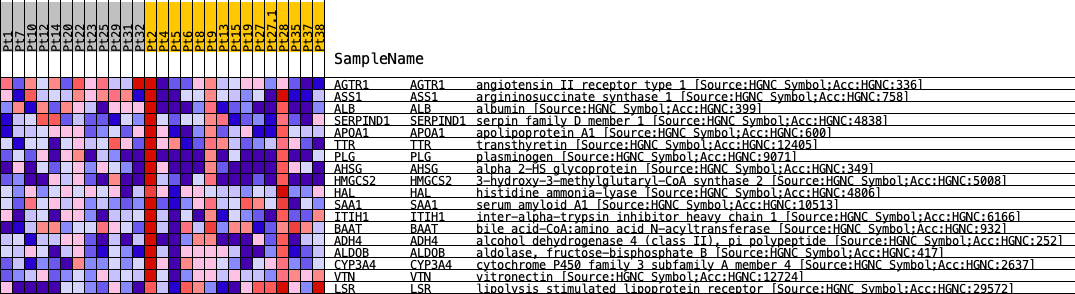 Pt1 Pt7 Pt10 Pt12 Pt14 Pt20 Pt22 Pt23 Pt25 Pt29 Pt31 Pt32 Pt2 Pt4 Pt5 Pt6 Pt8 Pt9 Pt13 Pt15 Pt19 Pt27 Pt27.1 Pt28 Pt35 Pt37 Pt38
SampleName
AGTR1 AGTR1 angiotensin II receptor type 1 [Source:HGNC Symbol;Acc:HGNC:336]
ASS1 ASS1 argininosuccinate synthase 1 [Source:HGNC Symbol;Acc:HGNC:758]
ALB ALB albumin [Source:HGNC Symbol;Acc:HGNC:399]
SERPIND1 SERPIND1 serpin family D member 1 [Source:HGNC Symbol;Acc:HGNC:4838]
APOA1 APOA1 apolipoprotein A1 [Source:HGNC Symbol;Acc:HGNC:600]
TTR TTR transthyretin [Source:HGNC Symbol;Acc:HGNC:12405]
PLG PLG plasminogen [Source:HGNC Symbol;Acc:HGNC:9071]
AHSG AHSG alpha 2-HS glycoprotein [Source:HGNC Symbol;Acc:HGNC:349]
HMGCS2 HMGCS2 3-hydroxy-3-methylglutaryl-CoA synthase 2 [Source:HGNC Symbol;Acc:HGNC:5008]
HAL HAL histidine ammonia-lyase [Source:HGNC Symbol;Acc:HGNC:4806]
SAA1 SAA1 serum amyloid A1 [Source:HGNC Symbol;Acc:HGNC:10513]
ITIH1 ITIH1 inter-alpha-trypsin inhibitor heavy chain 1 [Source:HGNC Symbol;Acc:HGNC:6166]
BAAT BAAT bile acid-CoA:amino acid N-acyltransferase [Source:HGNC Symbol;Acc:HGNC:932]
ADH4 ADH4 alcohol dehydrogenase 4 (class II), pi polypeptide [Source:HGNC Symbol;Acc:HGNC:252]
ALDOB ALDOB aldolase, fructose-bisphosphate B [Source:HGNC Symbol;Acc:HGNC:417]
CYP3A4 CYP3A4 cytochrome P450 family 3 subfamily A member 4 [Source:HGNC Symbol;Acc:HGNC:2637]
VTN VTN vitronectin [Source:HGNC Symbol;Acc:HGNC:12724]
LSR LSR lipolysis stimulated lipoprotein receptor [Source:HGNC Symbol;Acc:HGNC:29572]